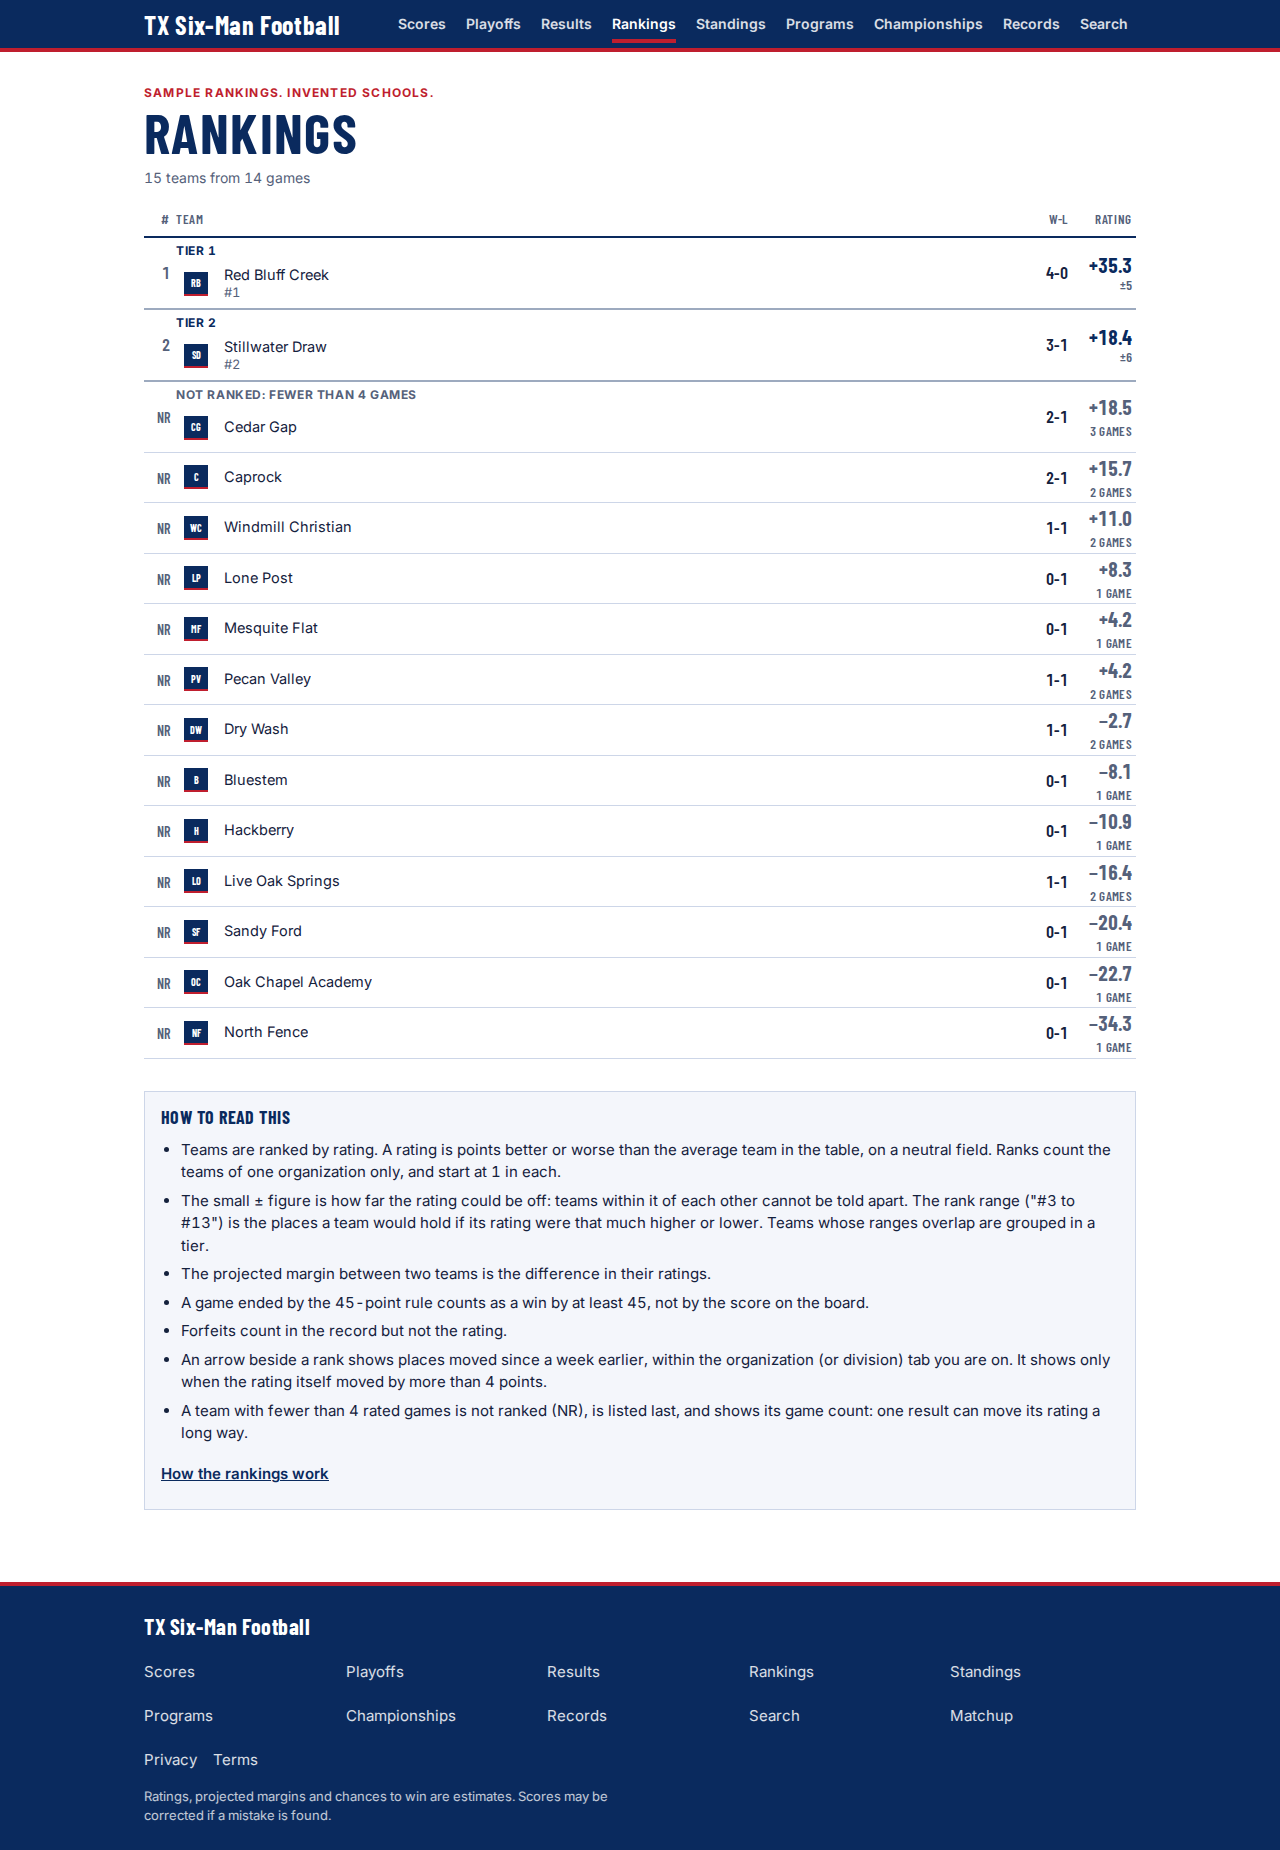 TX Six-Man Football
Scores Playoffs Results Rankings Standings Programs Championships Records Search
SAMPLE RANKINGS. INVENTED SCHOOLS.
RANKINGS
15 teams from 14 games
# TEAM W-L RATING
TIER 1
1 RB Red Bluff Creek #1 4-0 +35.3 ±5
TIER 2
2 SD Stillwater Draw #2 3-1 +18.4 ±6
NOT RANKED: FEWER THAN 4 GAMES
NR CG Cedar Gap 2-1 +18.5 3 GAMES
NR C Caprock 2-1 +15.7 2 GAMES
NR WC Windmill Christian 1-1 +11.0 2 GAMES
NR LP Lone Post 0-1 +8.3 1 GAME
NR MF Mesquite Flat 0-1 +4.2 1 GAME
NR PV Pecan Valley 1-1 +4.2 2 GAMES
NR DW Dry Wash 1-1 −2.7 2 GAMES
NR B Bluestem 0-1 −8.1 1 GAME
NR H Hackberry 0-1 −10.9 1 GAME
NR LO Live Oak Springs 1-1 −16.4 2 GAMES
NR SF Sandy Ford 0-1 −20.4 1 GAME
NR OC Oak Chapel Academy 0-1 −22.7 1 GAME
NR NF North Fence 0-1 −34.3 1 GAME
HOW TO READ THIS
• Teams are ranked by rating. A rating is points better or worse than the average team in the table, on a neutral field. Ranks count the
teams of one organization only, and start at 1 in each.
• The small ± figure is how far the rating could be off: teams within it of each other cannot be told apart. The rank range ("#3 to
#13") is the places a team would hold if its rating were that much higher or lower. Teams whose ranges overlap are grouped in a
tier.
• The projected margin between two teams is the difference in their ratings.
• A game ended by the 45-point rule counts as a win by at least 45, not by the score on the board.
• Forfeits count in the record but not the rating.
• An arrow beside a rank shows places moved since a week earlier, within the organization (or division) tab you are on. It shows only
when the rating itself moved by more than 4 points.
• A team with fewer than 4 rated games is not ranked (NR), is listed last, and shows its game count: one result can move its rating a
long way.
How the rankings work
TX Six-Man Football
Scores Playoffs Results Rankings Standings
Programs Championships Records Search Matchup
Privacy Terms
Ratings, projected margins and chances to win are estimates. Scores may be
corrected if a mistake is found.